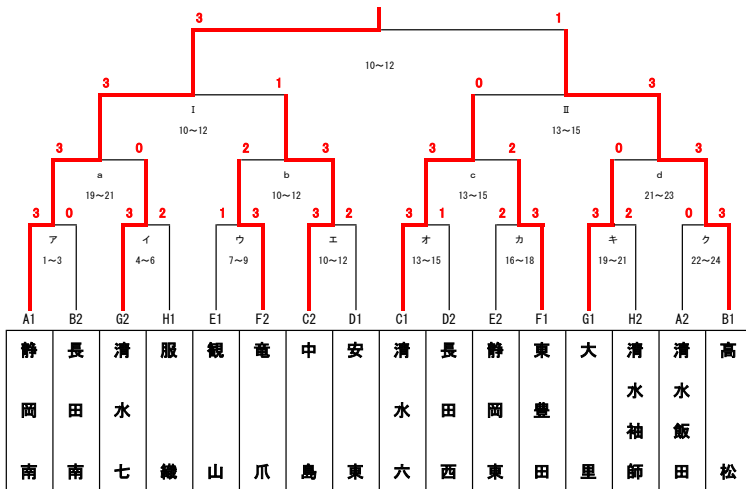 3 1
10～12
3 1 0 3
Ⅰ Ⅱ
10～12 13～15
3 0 2 3 3 2 0 3
a b c d
19～21 10～12 13～15 21～23
3 0 3 2 1 3 3 2 3 1 2 3 3 2 0 3
ア イ ウ エ オ カ キ ク
1～3 4～6 7～9 10～12 13～15 16～18 19～21 22～24
A1 B2 G2 H1 E1 F2 C2 D1 C1 D2 E2 F1 G1 H2 A2 B1
静岡南
長田南
清水七
服織
観山
竜爪
中島
安東
清水六
長田西
静岡東
東豊田
大里
清水袖師
清水飯田
高松